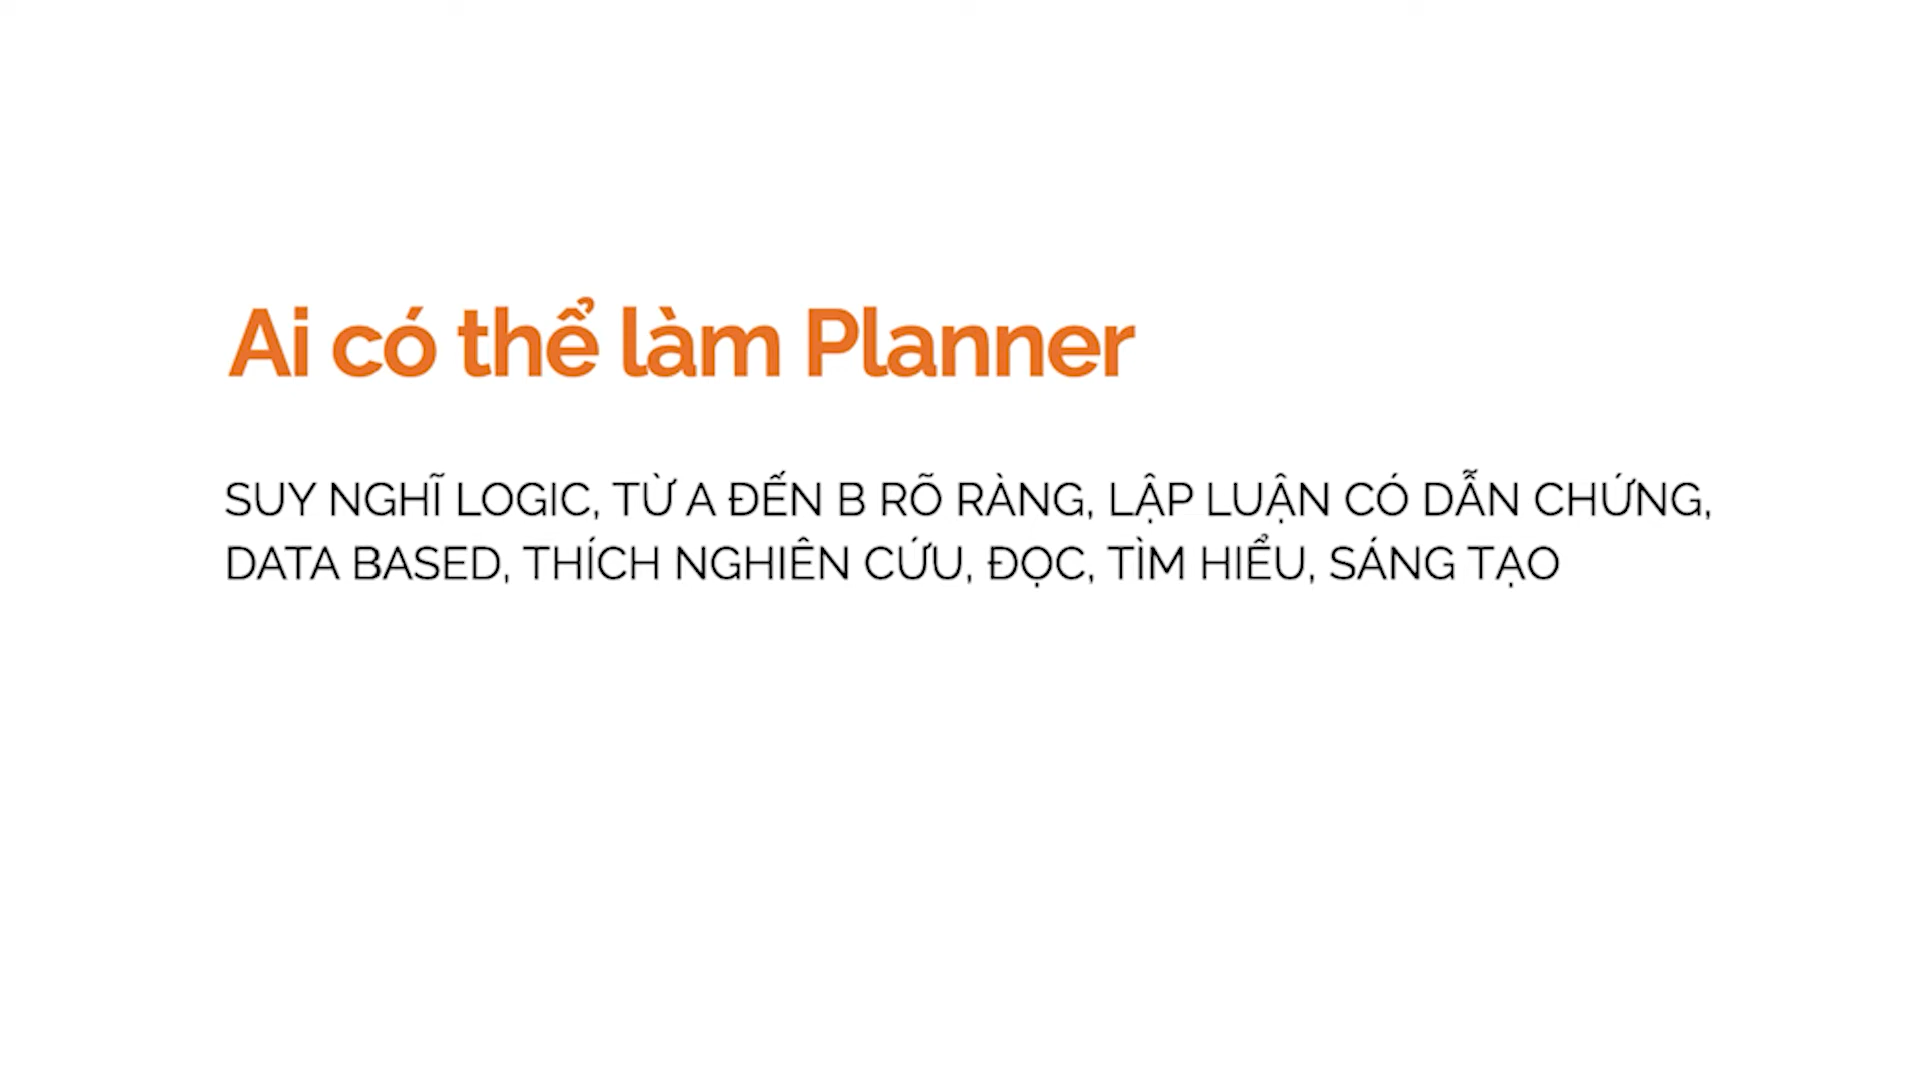 Ai có thể làm Planner
SUY NGHĨ LOGIC, TỪ A ĐẾN B RÕ RÀNG, LẬP LUẬN CÓ DẪN CHỨNG,
DATA BASED, THÍCH NGHIÊN CỨU, ĐỌC, TÌM HIỂU, SÁNG TẠO